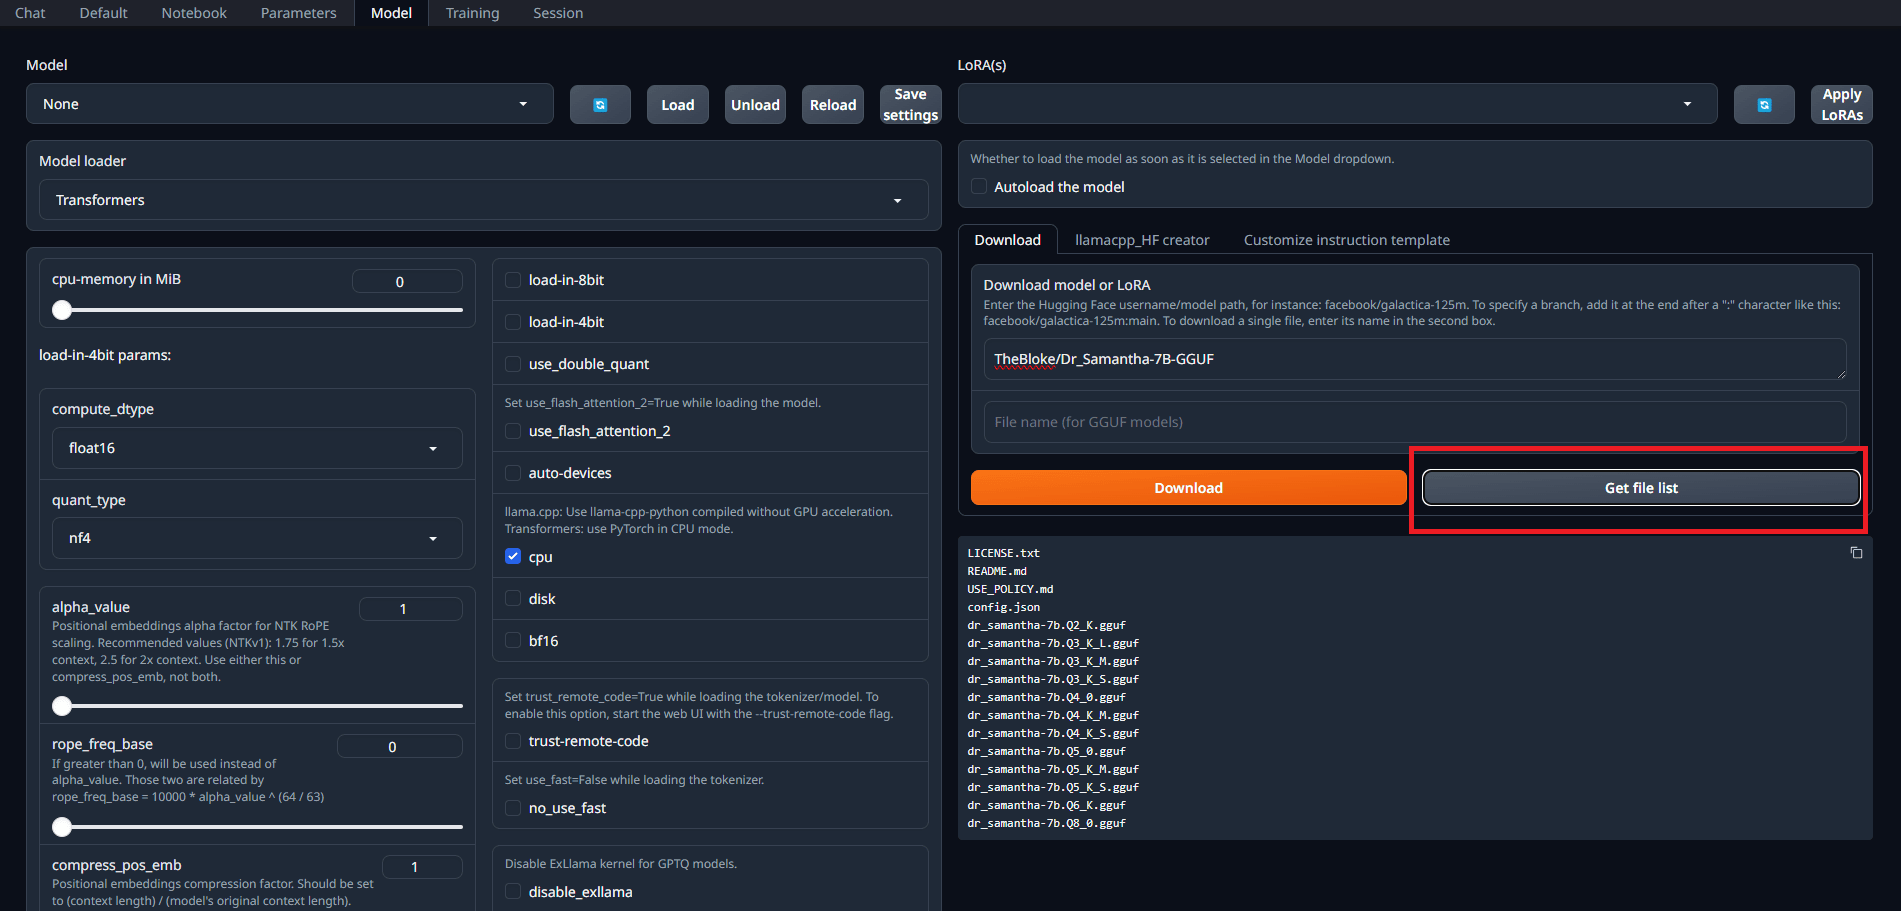 Chat Default Notebook Parameters Model Training Session
Model
None
Load
Unload
Reload
Save
settings
Model loader
Transformers
cpu-memory in MiB
0
load-in-4bit params:
compute_dtype
float16
quant_type
nf4
alpha_value
1
Positional embeddings alpha factor for NTK RoPE
scaling. Recommended values (NTKv1): 1.75 for 1.5x
context, 2.5 for 2x context. Use either this or
compress_pos_emb, not both.
rope_freq_base
0
If greater than 0, will be used instead of
alpha_value. Those two are related by
rope_freq_base = 10000 * alpha_value ^ (64 / 63)
compress_pos_emb
1
Positional embeddings compression factor. Should be set
to (context length) / (model's original context length).
load-in-8bit
load-in-4bit
use_double_quant
Set use_flash_attention_2=True while loading the model.
use_flash_attention_2
auto-devices
llama.cpp: Use llama-cpp-python compiled without GPU acceleration.
Transformers: use PyTorch in CPU mode.
cpu
disk
bf16
Set trust_remote_code=True while loading the tokenizer/model. To
enable this option, start the web UI with the --trust-remote-code flag.
trust-remote-code
Set use_fast=False while loading the tokenizer.
no_use_fast
Disable ExLlama kernel for GPTQ models.
disable_exllama
LoRA(s)
Apply
LoRAs
Whether to load the model as soon as it is selected in the Model dropdown.
Autoload the model
Download llamacpp_HF creator Customize instruction template
Download model or LoRA
Enter the Hugging Face username/model path, for instance: facebook/galactica-125m. To specify a branch, add it at the end after a ":" character like this:
facebook/galactica-125m:main. To download a single file, enter its name in the second box.
TheBloke/Dr_Samantha-7B-GGUF
File name (for GGUF models)
Download
Get file list
LICENSE.txt
README.md
USE_POLICY.md
config.json
dr_samantha-7b.Q2_K.gguf
dr_samantha-7b.Q3_K_L.gguf
dr_samantha-7b.Q3_K_M.gguf
dr_samantha-7b.Q3_K_S.gguf
dr_samantha-7b.Q4_0.gguf
dr_samantha-7b.Q4_K_M.gguf
dr_samantha-7b.Q4_K_S.gguf
dr_samantha-7b.Q5_0.gguf
dr_samantha-7b.Q5_K_M.gguf
dr_samantha-7b.Q5_K_S.gguf
dr_samantha-7b.Q6_K.gguf
dr_samantha-7b.Q8_0.gguf